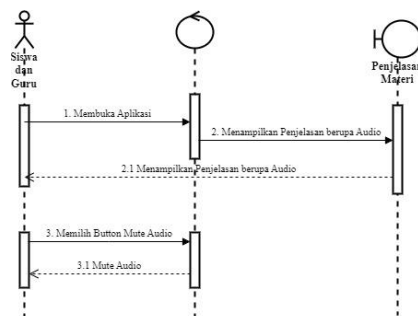 Siswa
dan
Guru
Penjelasan
Materi
1. Membuka Aplikasi
2. Menampilkan Penjelasan berupa Audio
2.1 Menampilkan Penjelasan berupa Audio
3. Memilih Button Mute Audio
3.1 Mute Audio